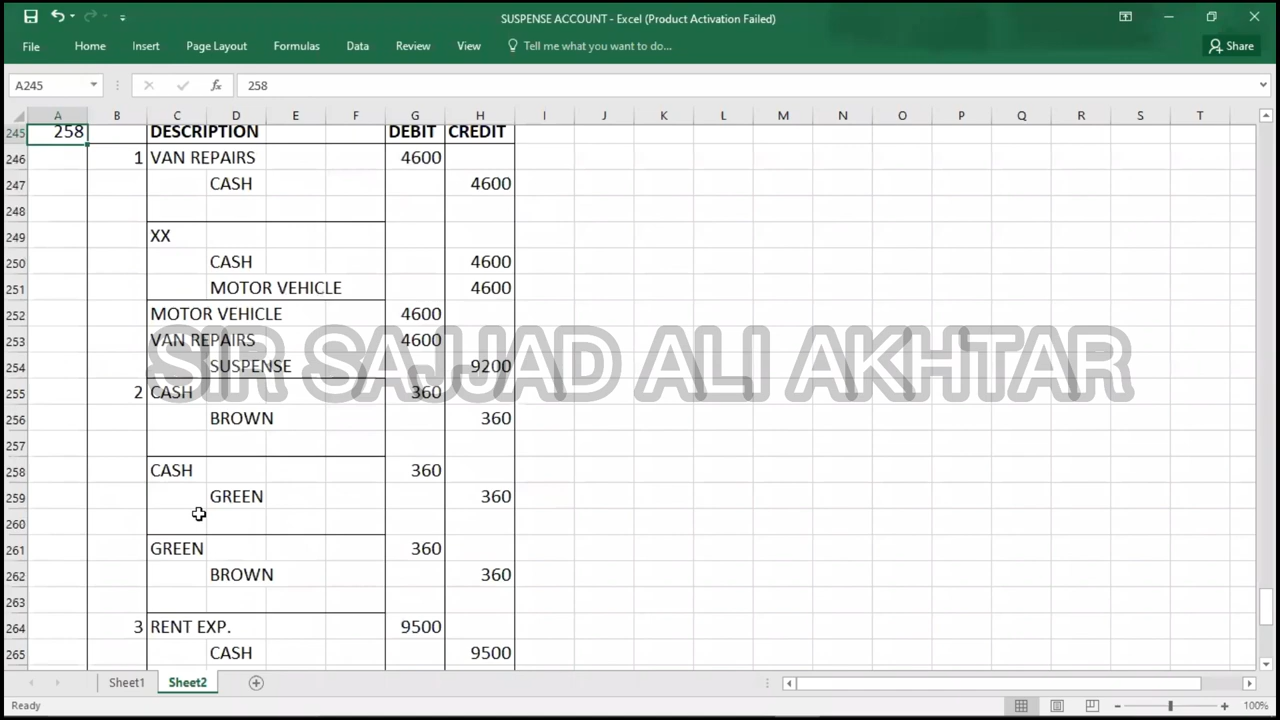 SUSPENSE ACCOUNT - Excel (Product Activation Failed)
File Home Insert Page Layout Formulas Data Review View Tell me what you want to do... Share
A245 fx 258
A B C D E F G H I J K L M N O P Q R S T
245 258 DESCRIPTION DEBIT CREDIT
246 1 VAN REPAIRS 4600
247 CASH 4600
248
249 XX
250 CASH 4600
251 MOTOR VEHICLE 4600
252 MOTOR VEHICLE 4600
253 VAN REPAIRS 4600
SIR SAJJAD ALI AKHTAR
254 SUSPENSE 9200
255 2 CASH 360
256 BROWN 360
257
258 CASH 360
259 GREEN 360
260
261 GREEN 360
262 BROWN 360
263
264 3 RENT EXP. 9500
265 CASH 9500
Sheet1 Sheet2
Ready 100%